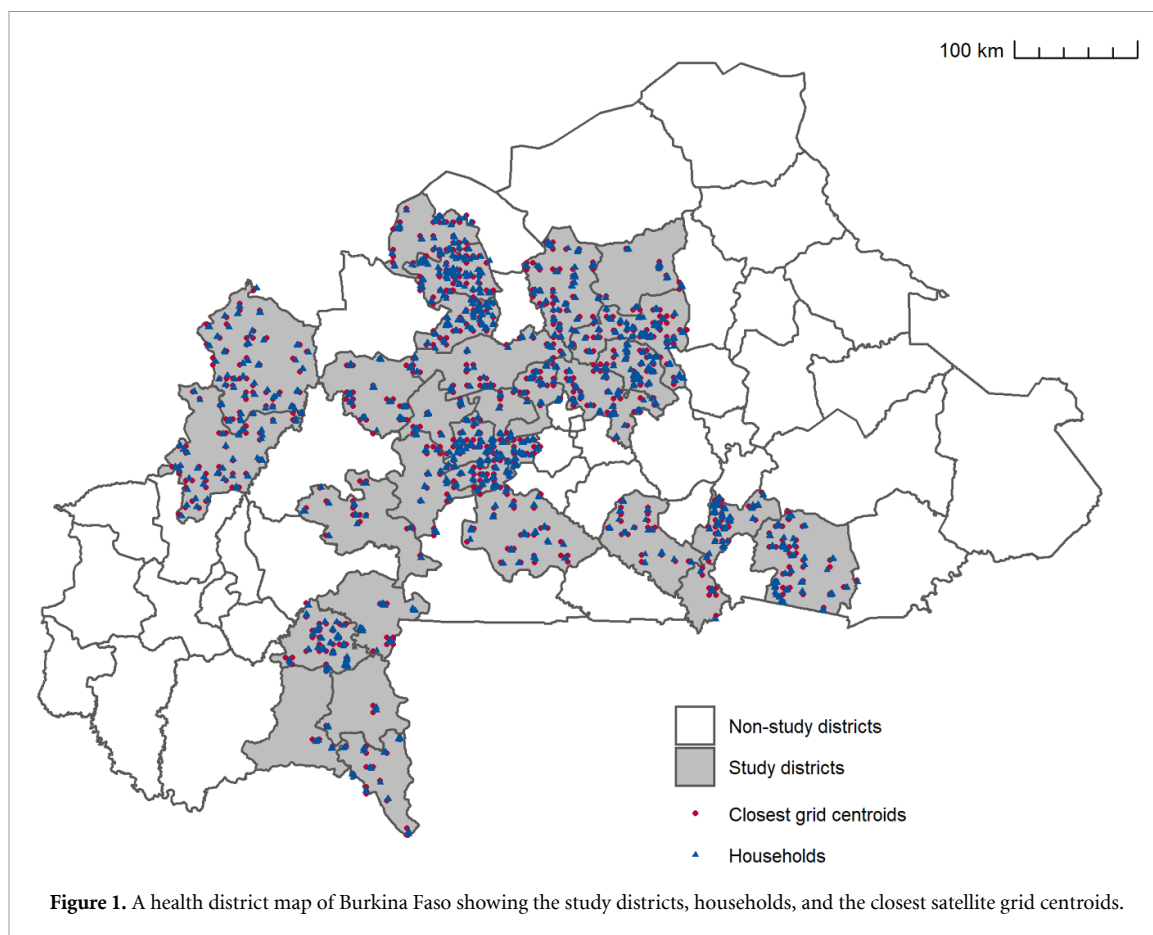 100 km
Non-study districts
Study districts
Closest grid centroids
Households
Figure 1. A health district map of Burkina Faso showing the study districts, households, and the closest satellite grid centroids.